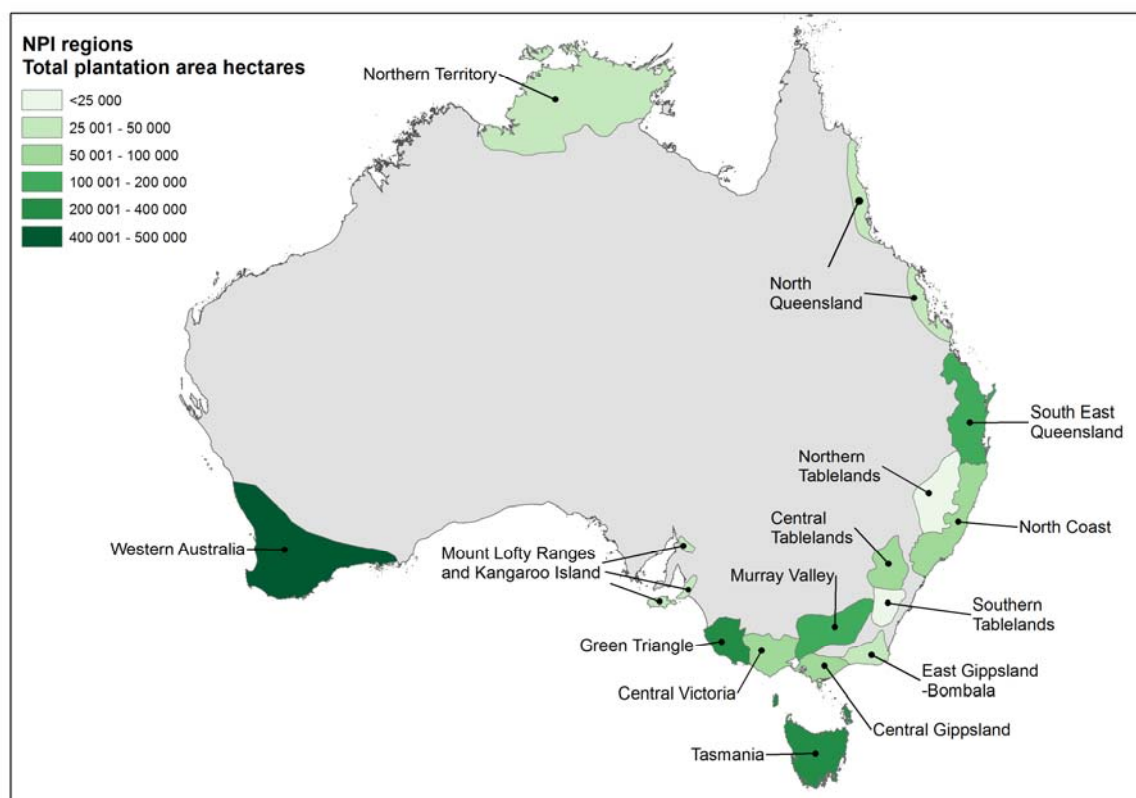 NPI regions
Total plantation area hectares
<25 000
25 001 - 50 000
50 001 - 100 000
100 001 - 200 000
200 001 - 400 000
400 001 - 500 000
Northern Territory
North
Queensland
South East
Queensland
Northern
Tablelands
North Coast
Central
Tablelands
Western Australia
Mount Lofty Ranges
and Kangaroo Island
Murray Valley
Southern
Tablelands
Green Triangle
East Gippsland
-Bombala
Central Victoria
Central Gippsland
Tasmania